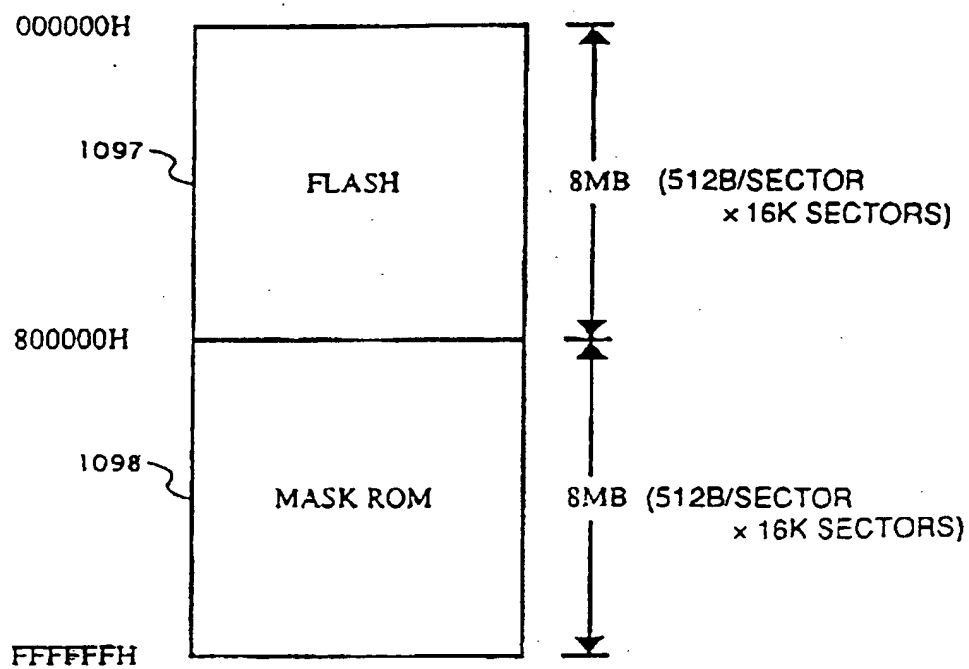 000000H
1097
FLASH
8MB (512B/SECTOR
× 16K SECTORS)
800000H
1098
MASK ROM
8MB (512B/SECTOR
× 16K SECTORS)
FFFFFFH